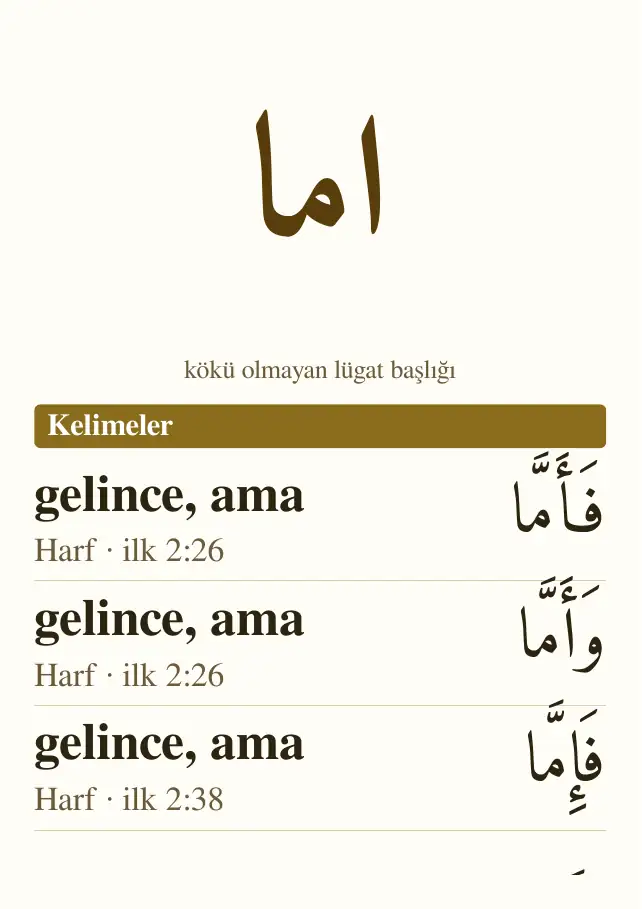 اما
kökü olmayan lügat başlığı
Kelimeler
gelince, ama فَأَمَّا
Harf · ilk 2:26
gelince, ama وَأَمَّا
Harf · ilk 2:26
gelince, ama فَإِمَّا
Harf · ilk 2:38